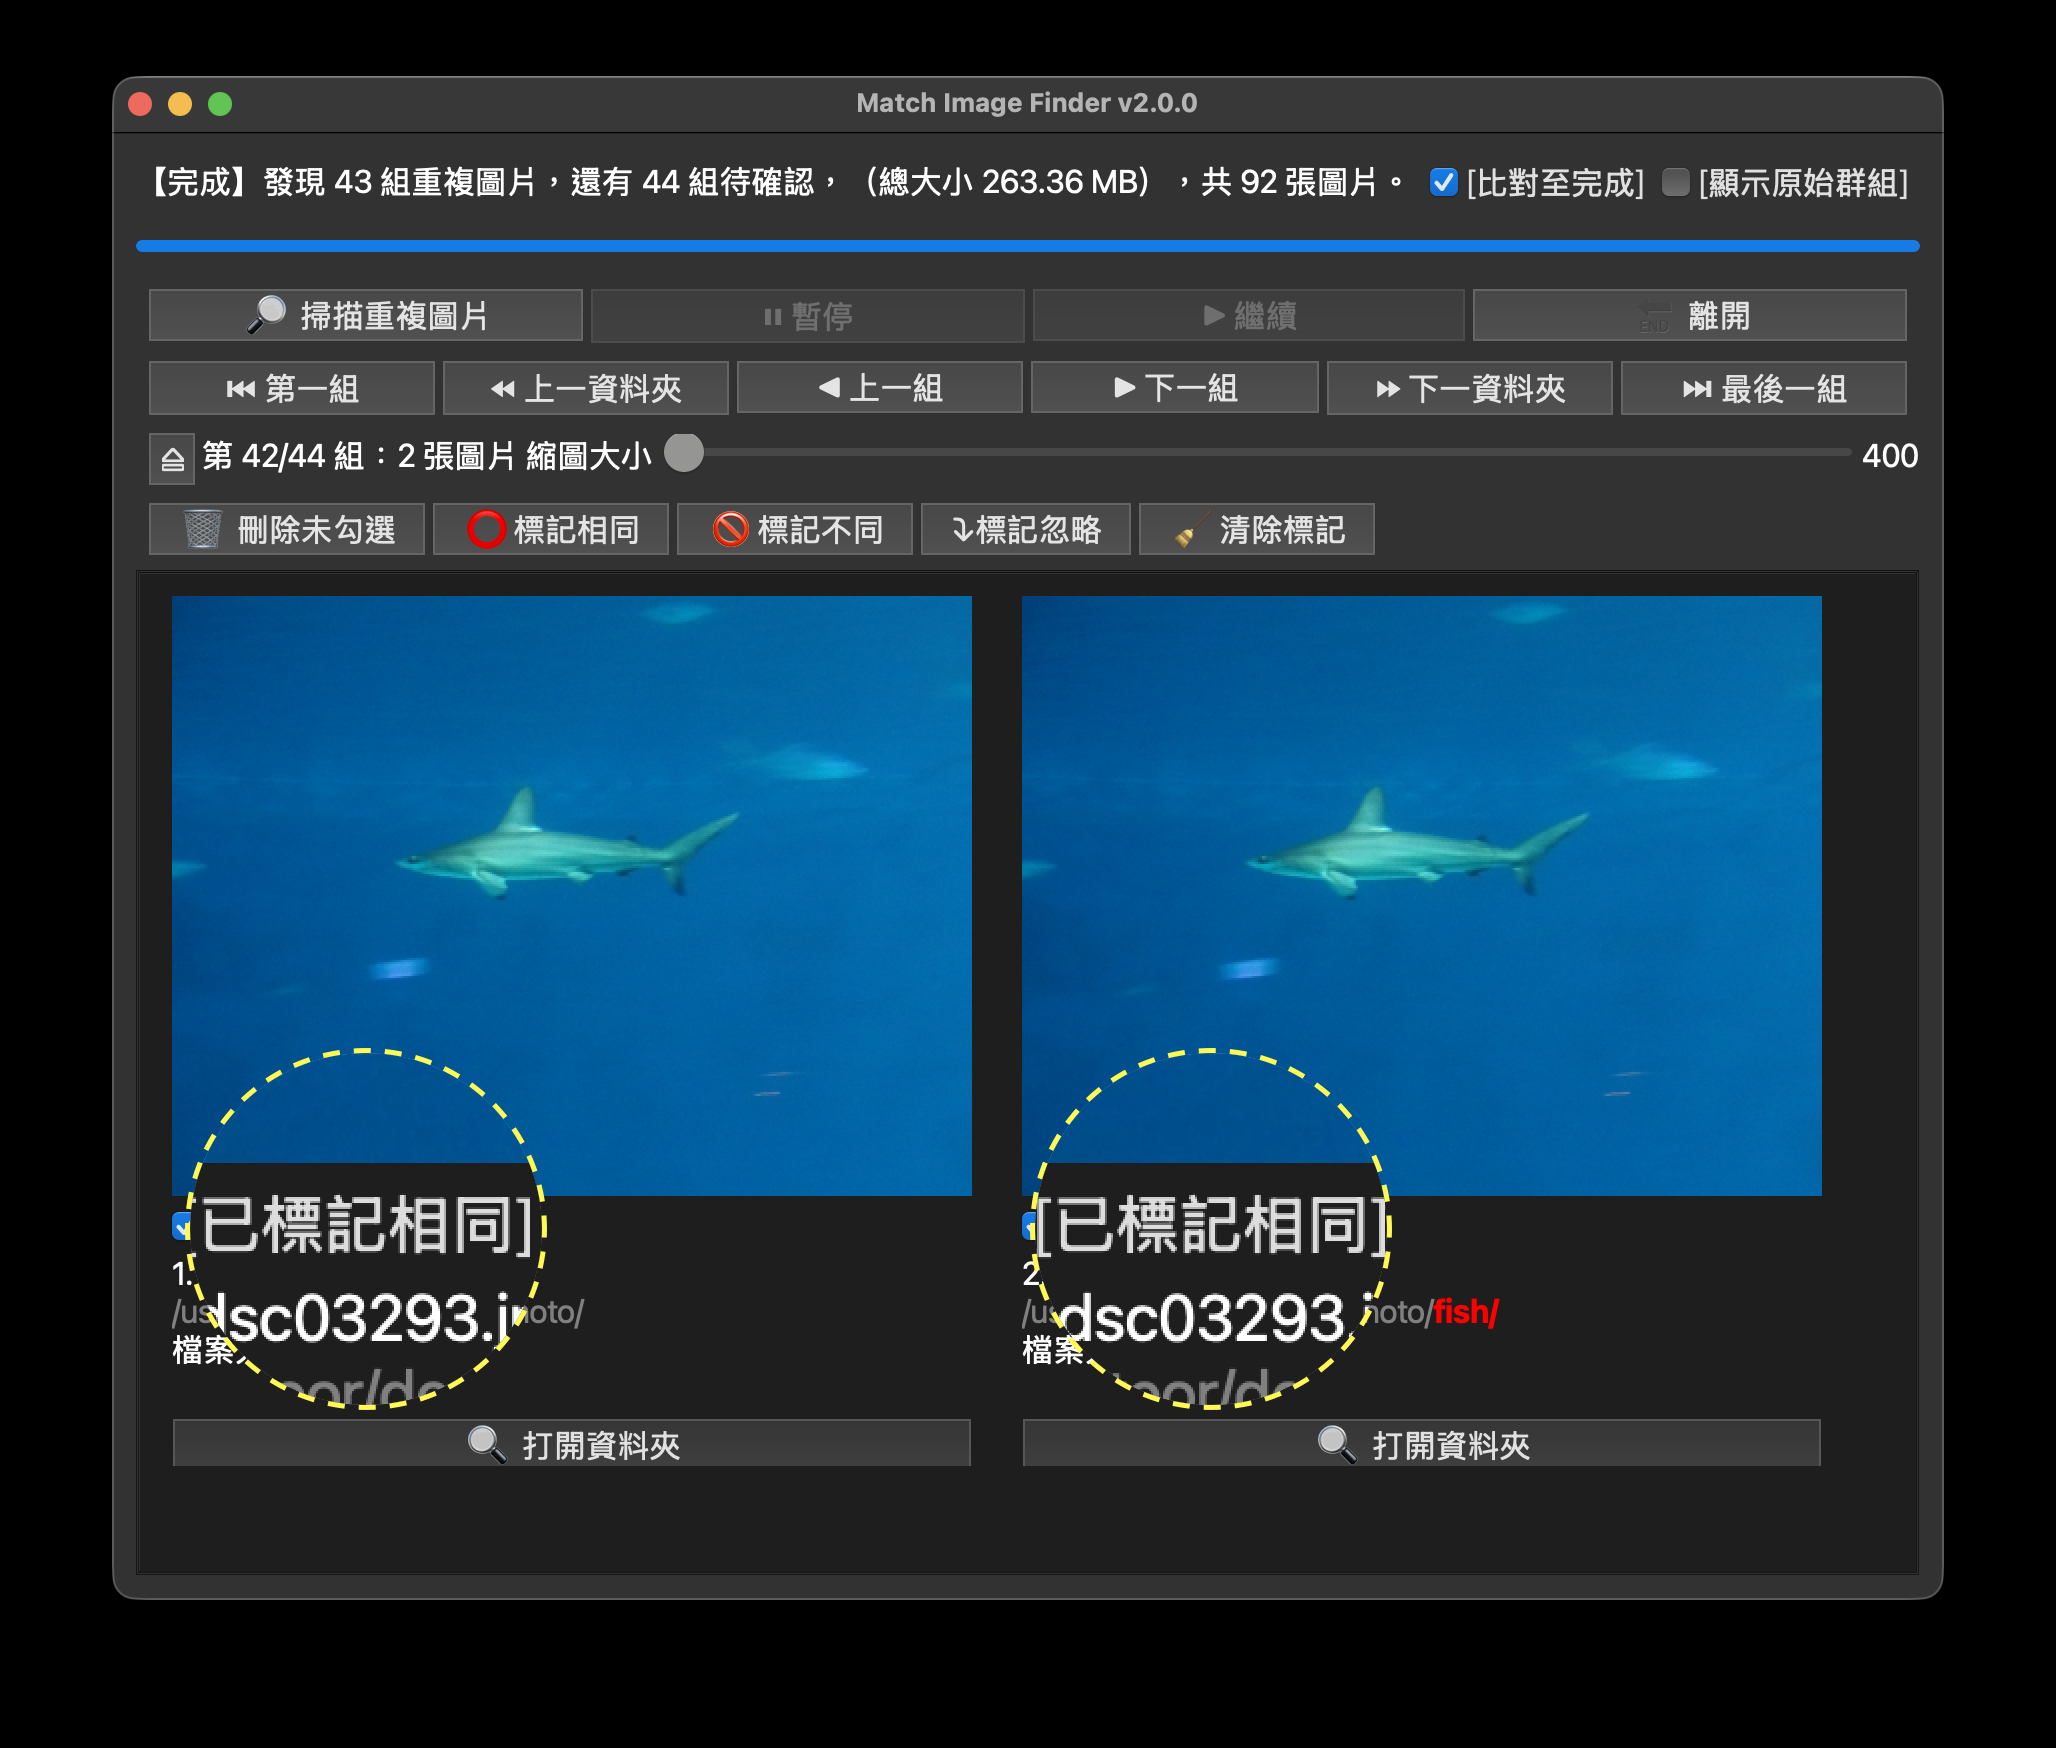 Match Image Finder v2.0.0
【完成】發現 43 組重複圖片，還有 44 組待確認，（總大小 263.36 MB），共 92 張圖片。 [比對至完成] [顯示原始群組]
掃描重複圖片 暫停 繼續 END 離開
第一組 上一資料夾 上一組 下一組 下一資料夾 最後一組
第 42/44 組：2 張圖片 縮圖大小 400
刪除未勾選 標記相同 標記不同 標記忽略 清除標記
[已標記相同] [已標記相同]
1. 2.
dsc03293.j dsc03293.
/us noto/ /us noto/fish/
檔案 檔案
打開資料夾 打開資料夾